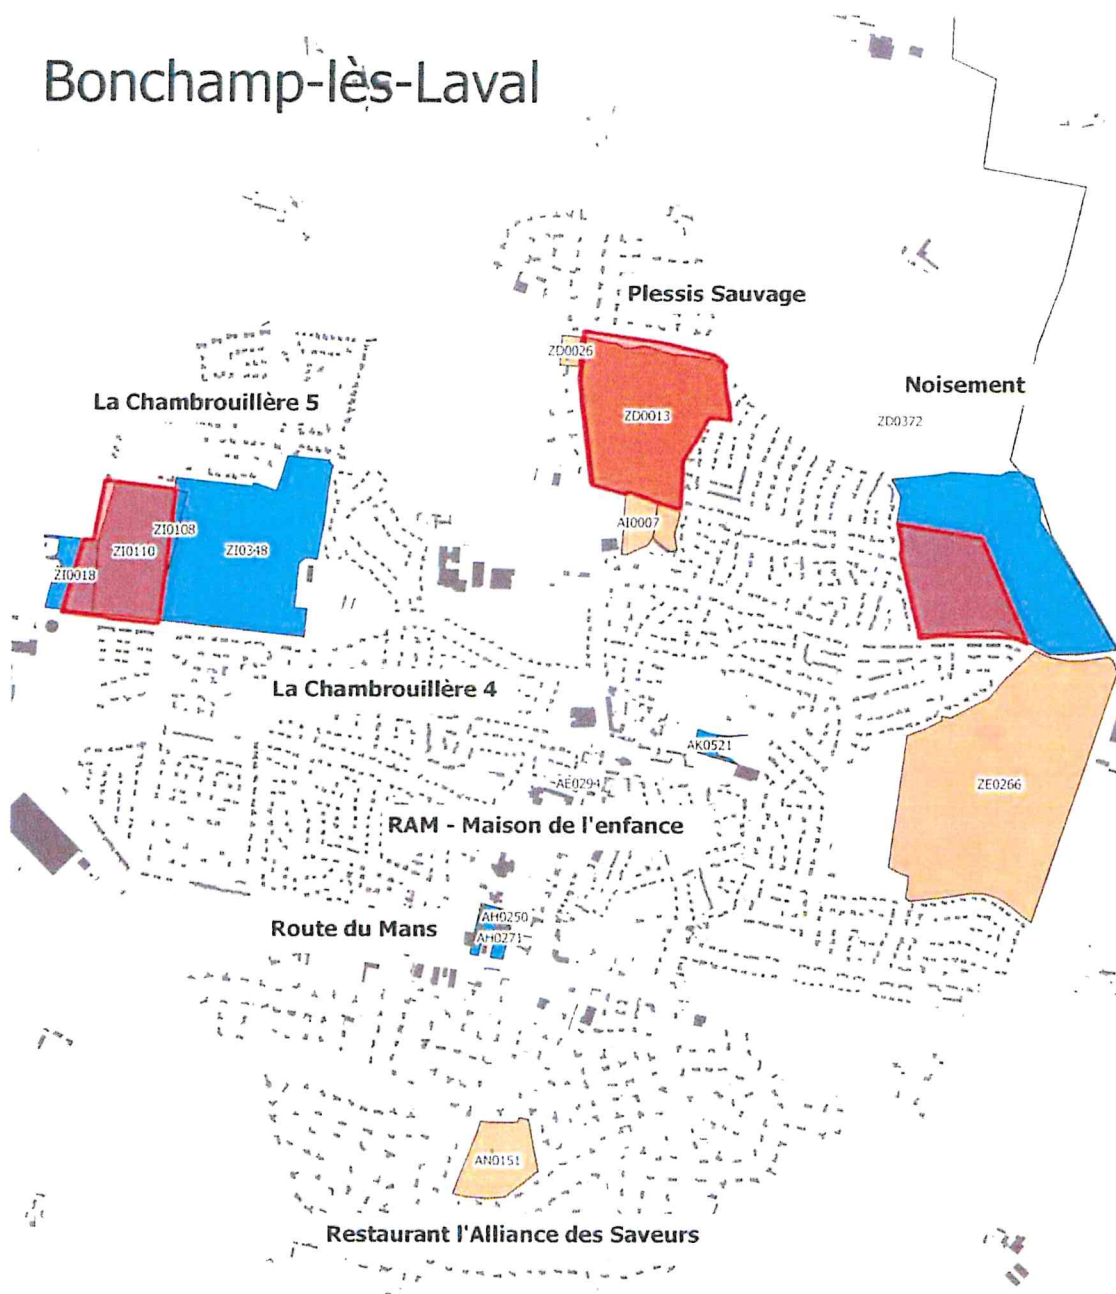 Bonchamp-lès-Laval
Plessis Sauvage
ZD0026
Noisement
La Chambrouillère 5
ZD0013
ZD0372
AI0007
ZI0108
ZI0110
ZI0348
ZI0018
La Chambrouillère 4
AK0521
AE0294
ZE0266
RAM - Maison de l'enfance
AH0250
Route du Mans
AH0271
AN0151
Restaurant l'Alliance des Saveurs